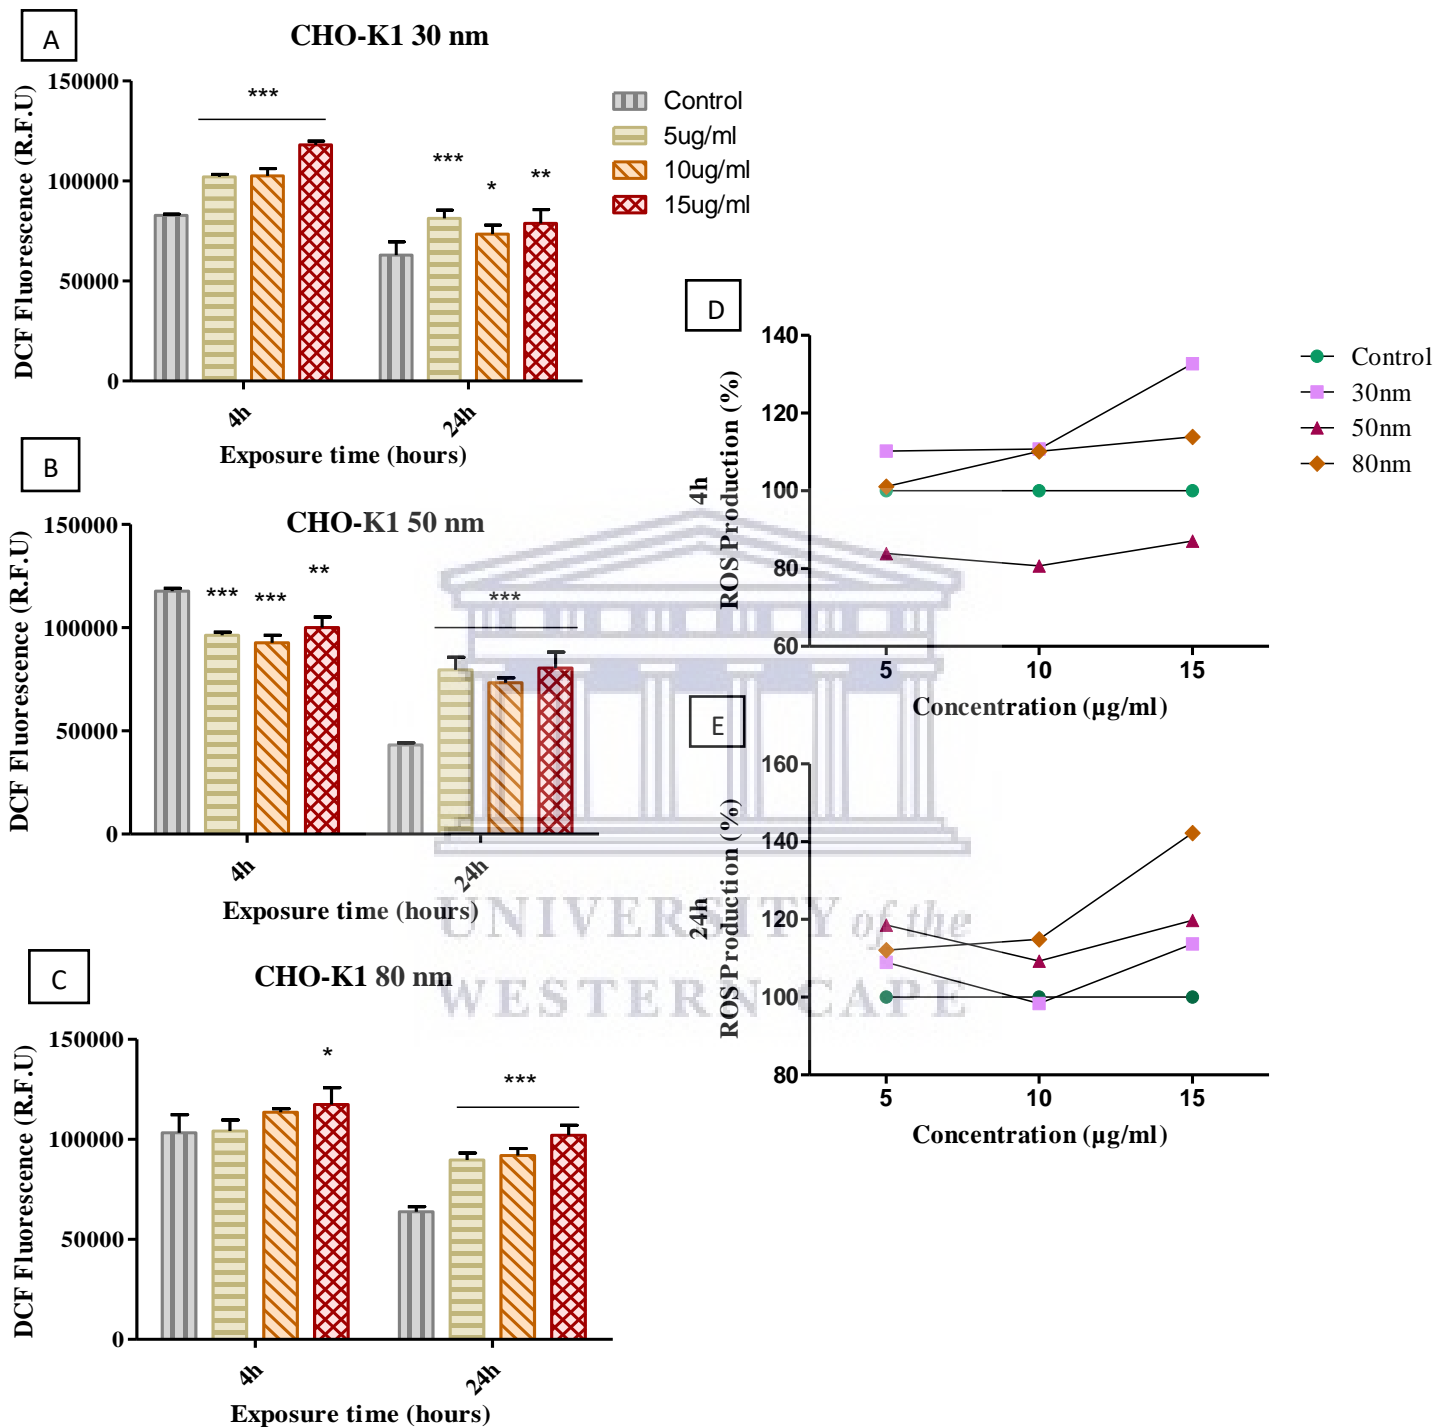 A
CHO-K1 30 nm
DCF Fluorescence (R.F.U)
150000
100000
50000
0
***
***
*
**
4h
24h
Exposure time (hours)
Control
5ug/ml
10ug/ml
15ug/ml
B
CHO-K1 50 nm
DCF Fluorescence (R.F.U)
150000
100000
50000
0
***
***
**
***
4h
24h
Exposure time (hours)
C
CHO-K1 80 nm
DCF Fluorescence (R.F.U)
150000
100000
50000
0
*
***
4h
24h
Exposure time (hours)
D
4h
ROS Production (%)
140
120
100
80
60
5
10
15
Concentration (µg/ml)
Control
30nm
50nm
80nm
E
24h
ROS Production (%)
160
140
120
100
80
5
10
15
Concentration (µg/ml)
UNIVERSITY of the
WESTERN CAPE